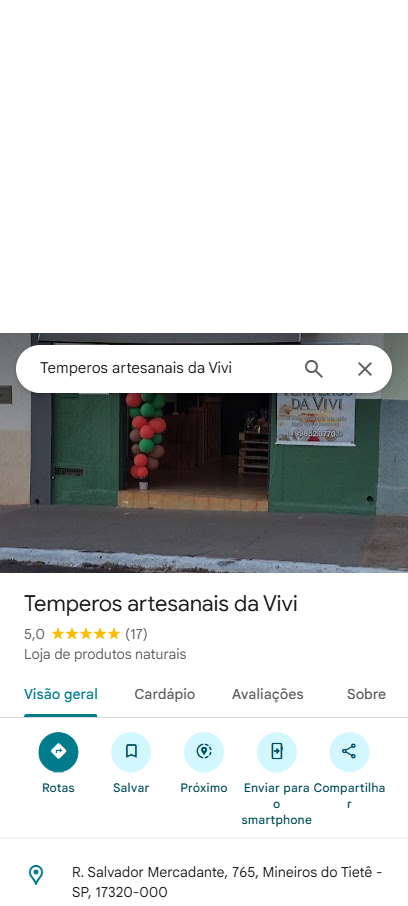 Temperos artesanais da Vivi
TEMPEROS
DA VIVI
Temperos artesanais da Vivi
5,0 (17)
Loja de produtos naturais
Visão geral Cardápio Avaliações Sobre
Rotas Salvar Próximo Enviar para o smartphone Compartilhar
R. Salvador Mercadante, 765, Mineiros do Tietê -
SP, 17320-000